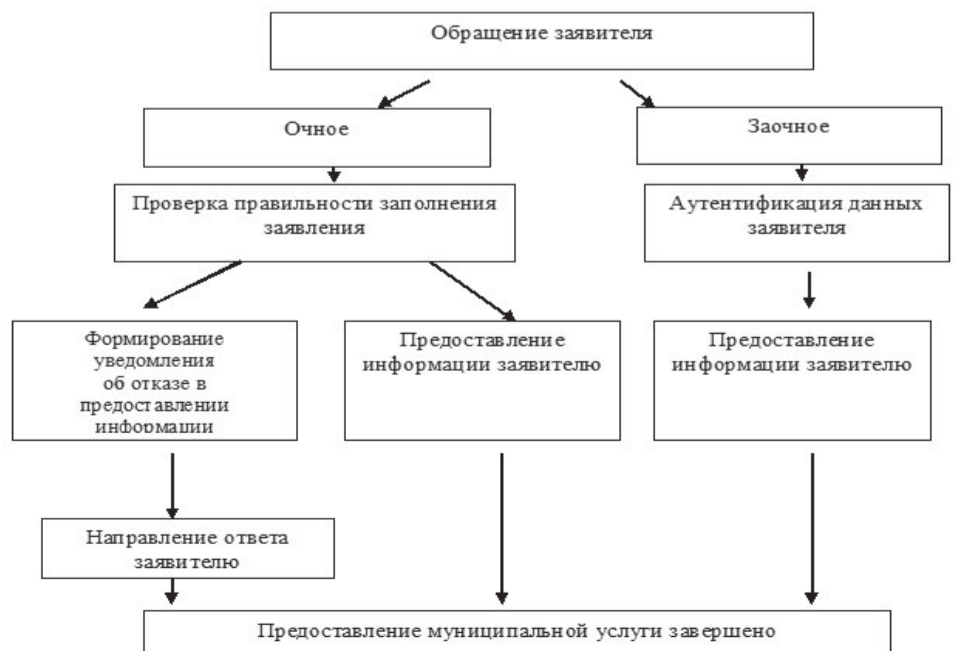 Обращение заявителя
Очное
Заочное
Проверка правильности заполнения
заявления
Аутентификация данных
заявителя
Формирование
уведомления
об отказе в
предоставлении
информации
Предоставление
информации заявителю
Предоставление
информации заявителю
Направление ответа
заявителю
Предоставление муниципальной услуги завершено